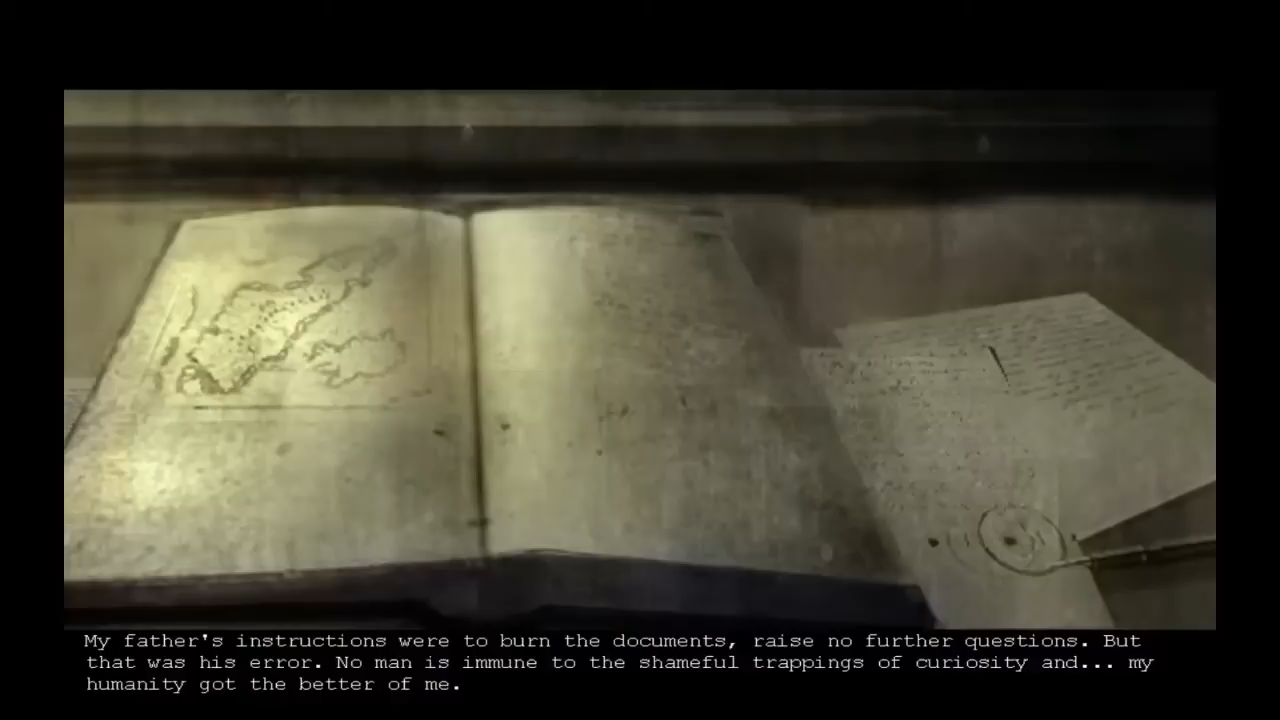 My father's instructions were to burn the documents, raise no further questions. But
that was his error. No man is immune to the shameful trappings of curiosity and... my
humanity got the better of me.